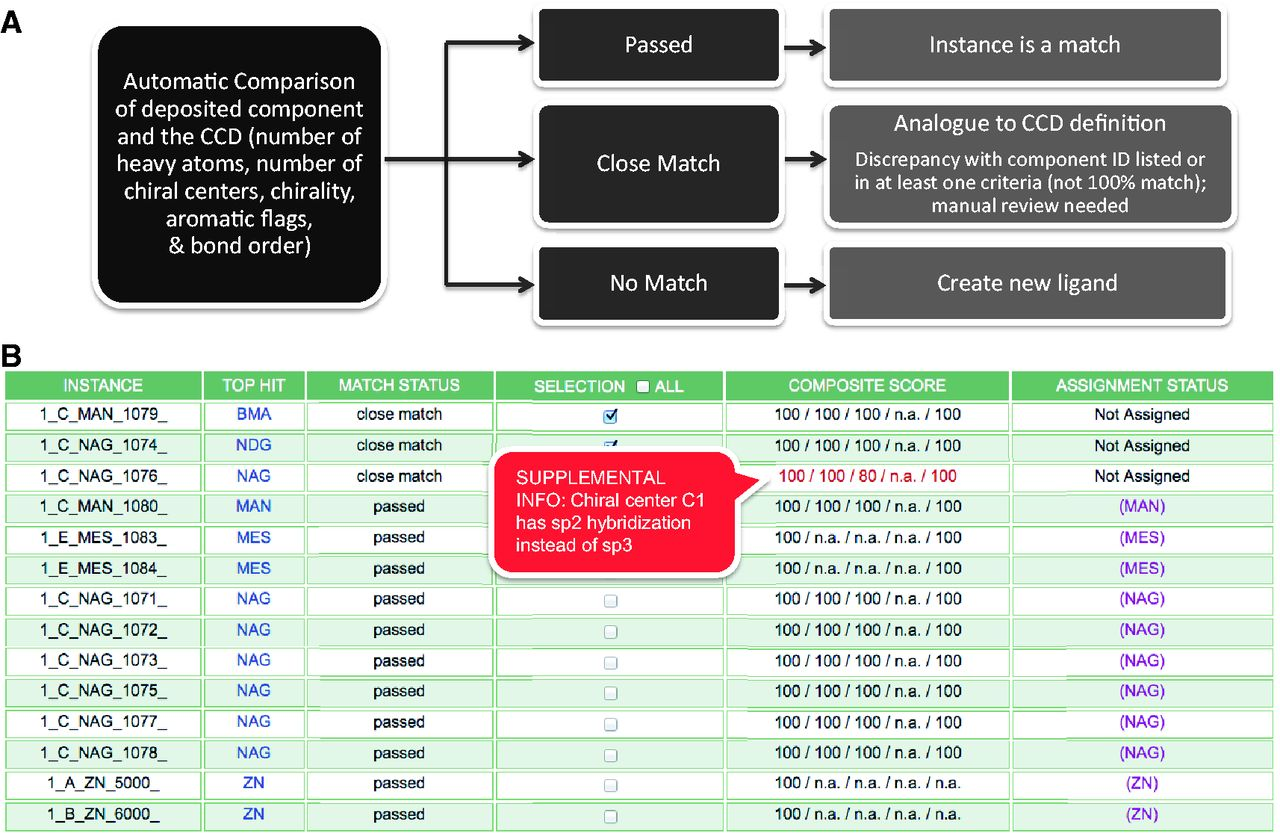 A
Automatic Comparison
of deposited component
and the CCD (number of
heavy atoms, number of
chiral centers, chirality,
aromatic flags,
& bond order)
Passed
Instance is a match
Close Match
Analogue to CCD definition
Discrepancy with component ID listed or
in at least one criteria (not 100% match);
manual review needed
No Match
Create new ligand
B
INSTANCE TOP HIT MATCH STATUS SELECTION ALL COMPOSITE SCORE ASSIGNMENT STATUS
1_C_MAN_1079_ BMA close match 100 / 100 / 100 / n.a. / 100 Not Assigned
1_C_NAG_1074_ NDG close match 100 / 100 / 100 / n.a. / 100 Not Assigned
1_C_NAG_1076_ NAG close match 100 / 100 / 80 / n.a. / 100 Not Assigned
SUPPLEMENTAL
INFO: Chiral center C1
has sp2 hybridization
instead of sp3
1_C_MAN_1080_ MAN passed 100 / 100 / 100 / n.a. / 100 (MAN)
1_E_MES_1083_ MES passed 100 / n.a. / n.a. / n.a. / 100 (MES)
1_E_MES_1084_ MES passed 100 / n.a. / n.a. / n.a. / 100 (MES)
1_C_NAG_1071_ NAG passed 100 / 100 / 100 / n.a. / 100 (NAG)
1_C_NAG_1072_ NAG passed 100 / 100 / 100 / n.a. / 100 (NAG)
1_C_NAG_1073_ NAG passed 100 / 100 / 100 / n.a. / 100 (NAG)
1_C_NAG_1075_ NAG passed 100 / 100 / 100 / n.a. / 100 (NAG)
1_C_NAG_1077_ NAG passed 100 / 100 / 100 / n.a. / 100 (NAG)
1_C_NAG_1078_ NAG passed 100 / 100 / 100 / n.a. / 100 (NAG)
1_A_ZN_5000_ ZN passed 100 / n.a. / n.a. / n.a. / n.a. (ZN)
1_B_ZN_6000_ ZN passed 100 / n.a. / n.a. / n.a. / n.a. (ZN)